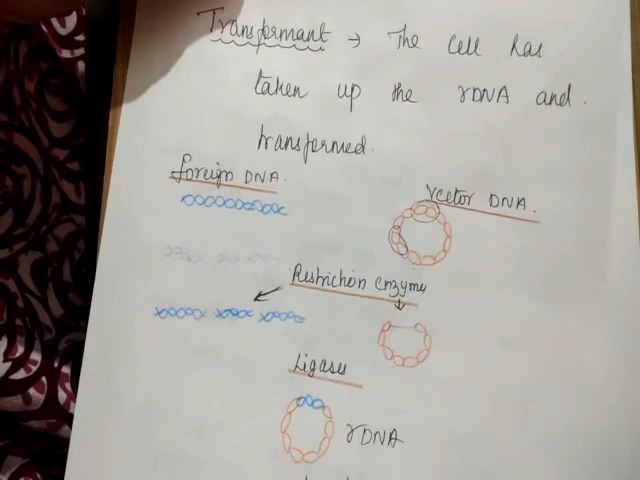 Transformant → The cell has
taken up the rDNA and
transformed.
foreign DNA.
Vector DNA.
Restriction enzyme
Ligase
rDNA